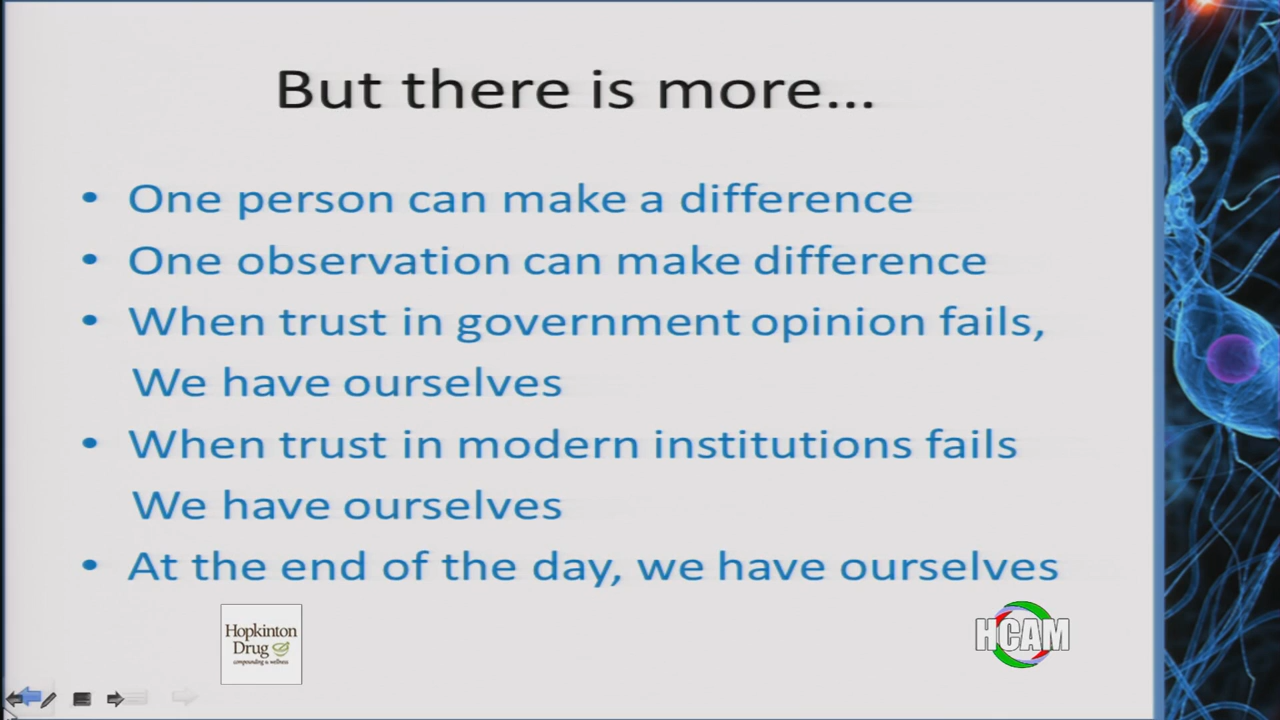 But there is more...
• One person can make a difference
• One observation can make difference
• When trust in government opinion fails,
We have ourselves
• When trust in modern institutions fails
We have ourselves
• At the end of the day, we have ourselves
Hopkinton
Drug
compounding & wellness
HCAM